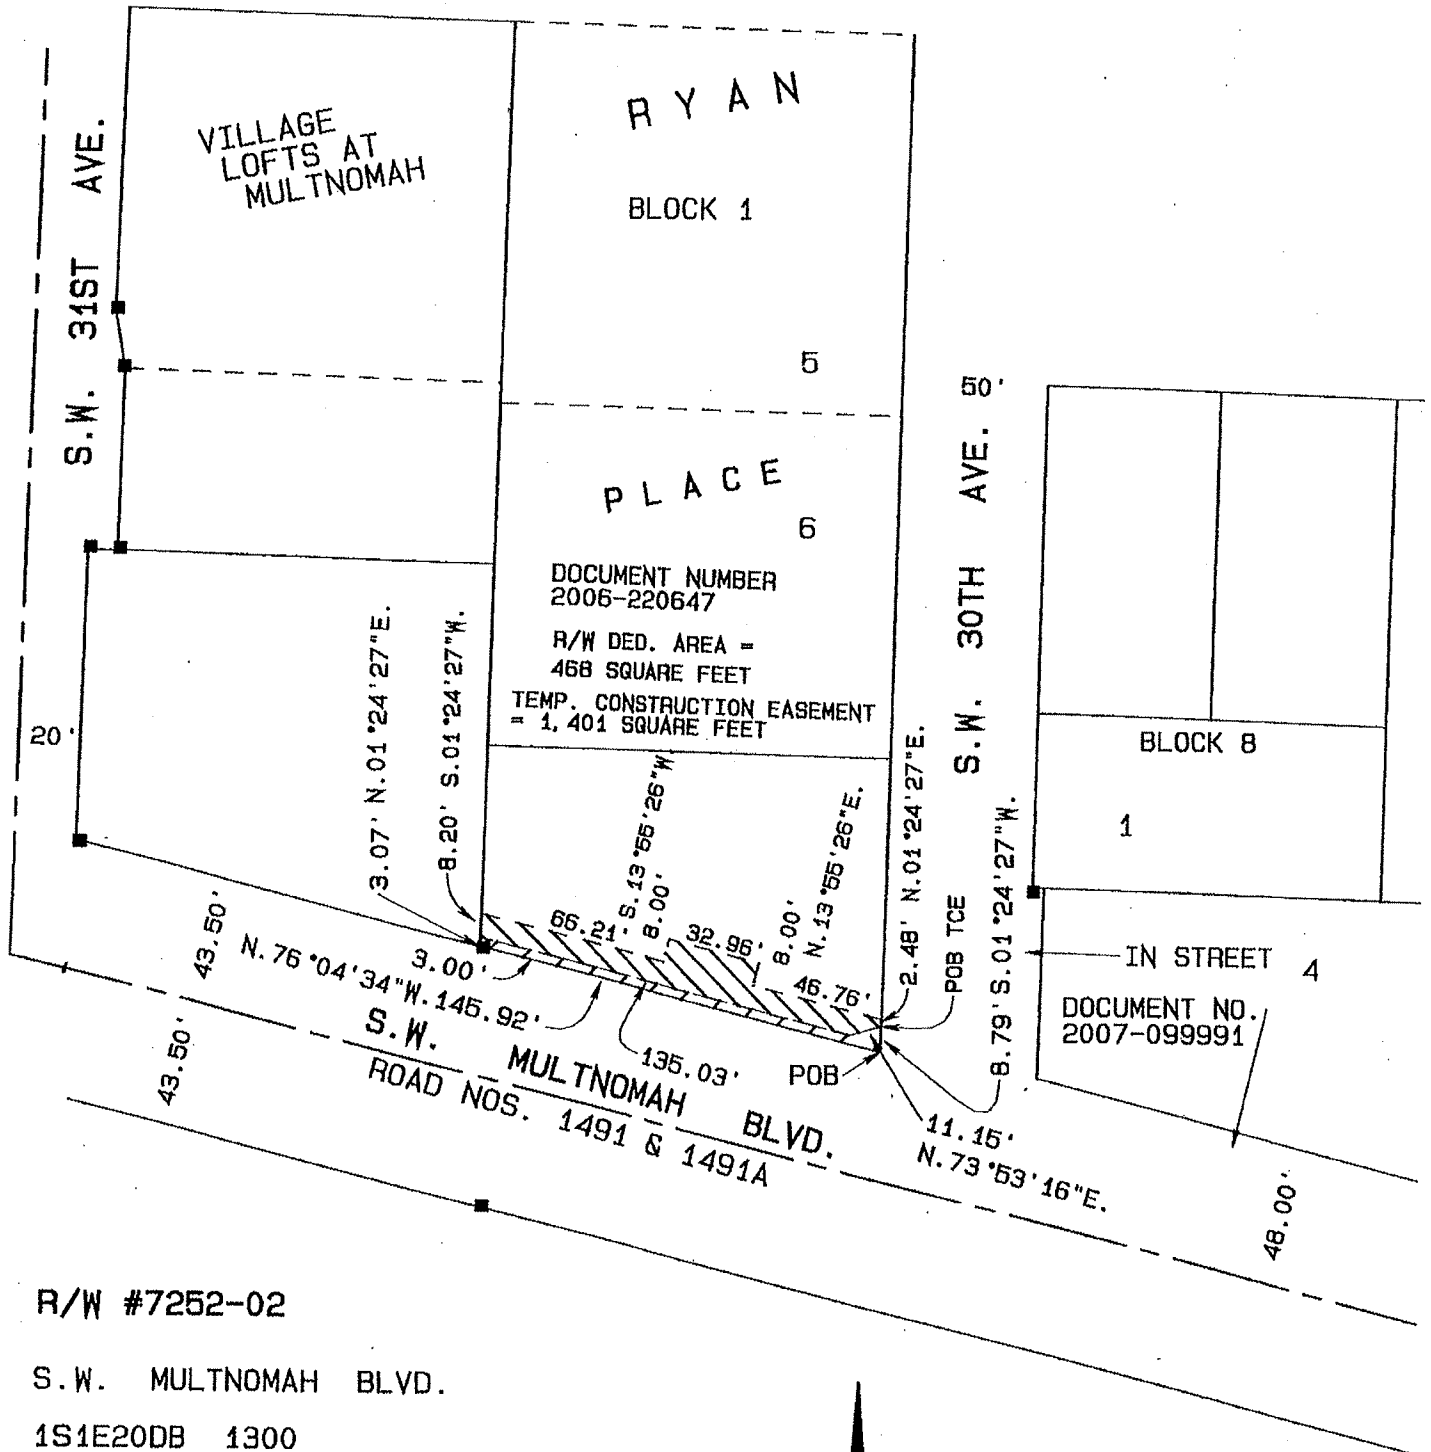 S.W. 31ST AVE.
VILLAGE
LOFTS AT
MULTNOMAH
RYAN
BLOCK 1
5
50'
PLACE
6
DOCUMENT NUMBER
2006-220647
R/W DED. AREA =
468 SQUARE FEET
TEMP. CONSTRUCTION EASEMENT
= 1,401 SQUARE FEET
S.W. 30TH AVE.
BLOCK 8
1
20'
3.07' N.01°24'27"E.
8.20' S.01°24'27"W.
S.13°55'26"W
8.00'
66.21'
32.96'
8.00'
N.13°55'26"E.
46.76'
2.48' N.01°24'27"E.
POB TCE
8.79' S.01°24'27"W.
IN STREET
4
DOCUMENT NO.
2007-099991
43.50'
43.50'
3.00'
N.76°04'34"W. 145.92'
135.03'
POB
S.W. MULTNOMAH BLVD.
ROAD NOS. 1491 & 1491A
11.15'
N.73°53'16"E.
48.00'
R/W #7252-02
S.W. MULTNOMAH BLVD.
1S1E20DB 1300